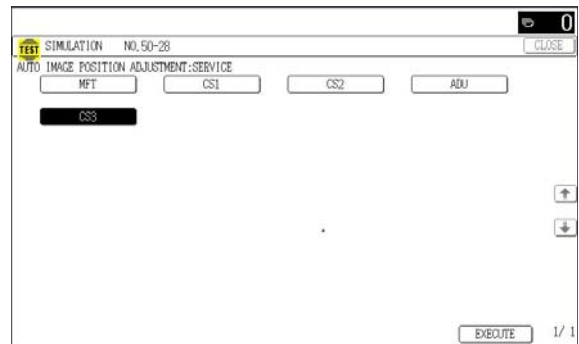 0
TEST SIMULATION NO.50-28 CLOSE
AUTO IMAGE POSITION ADJUSTMENT:SERVICE
MFT CS1 CS2 ADU
CS3
EXECUTE 1/ 1